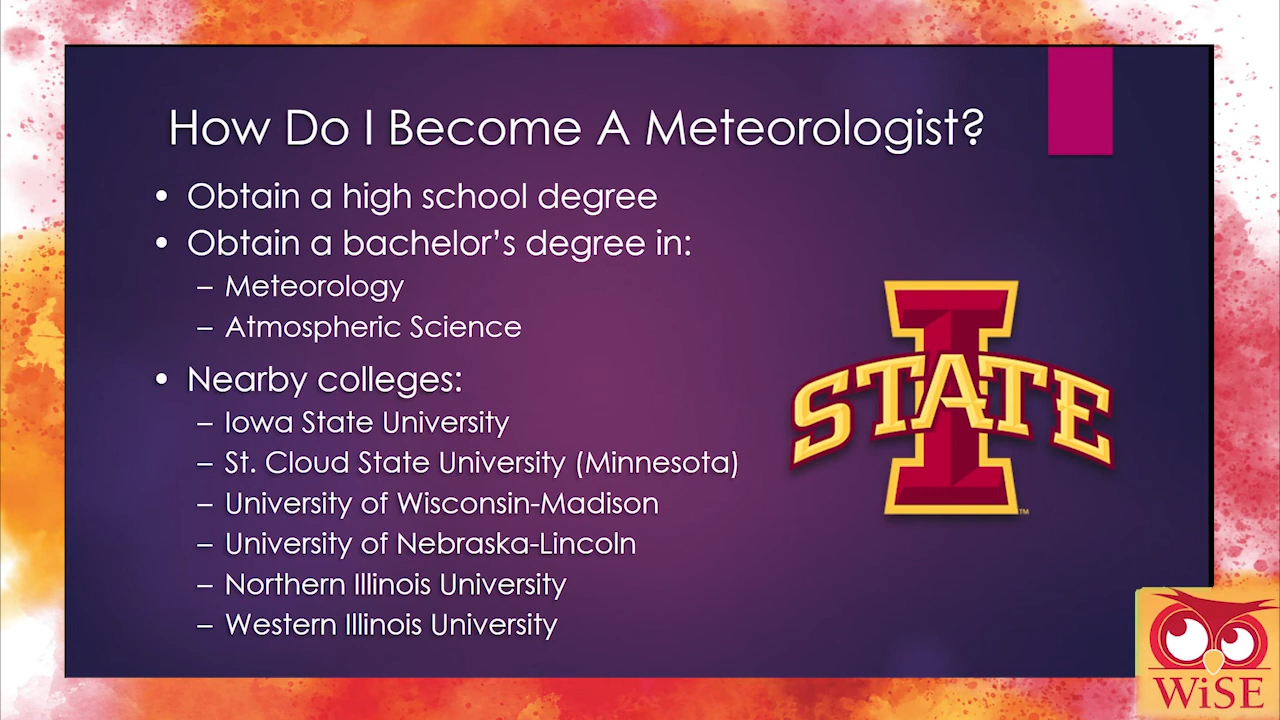 How Do I Become A Meteorologist?
• Obtain a high school degree
• Obtain a bachelor's degree in:
– Meteorology
– Atmospheric Science
• Nearby colleges:
– Iowa State University
– St. Cloud State University (Minnesota)
– University of Wisconsin-Madison
– University of Nebraska-Lincoln
– Northern Illinois University
– Western Illinois University
I
STATE
™
WiSE